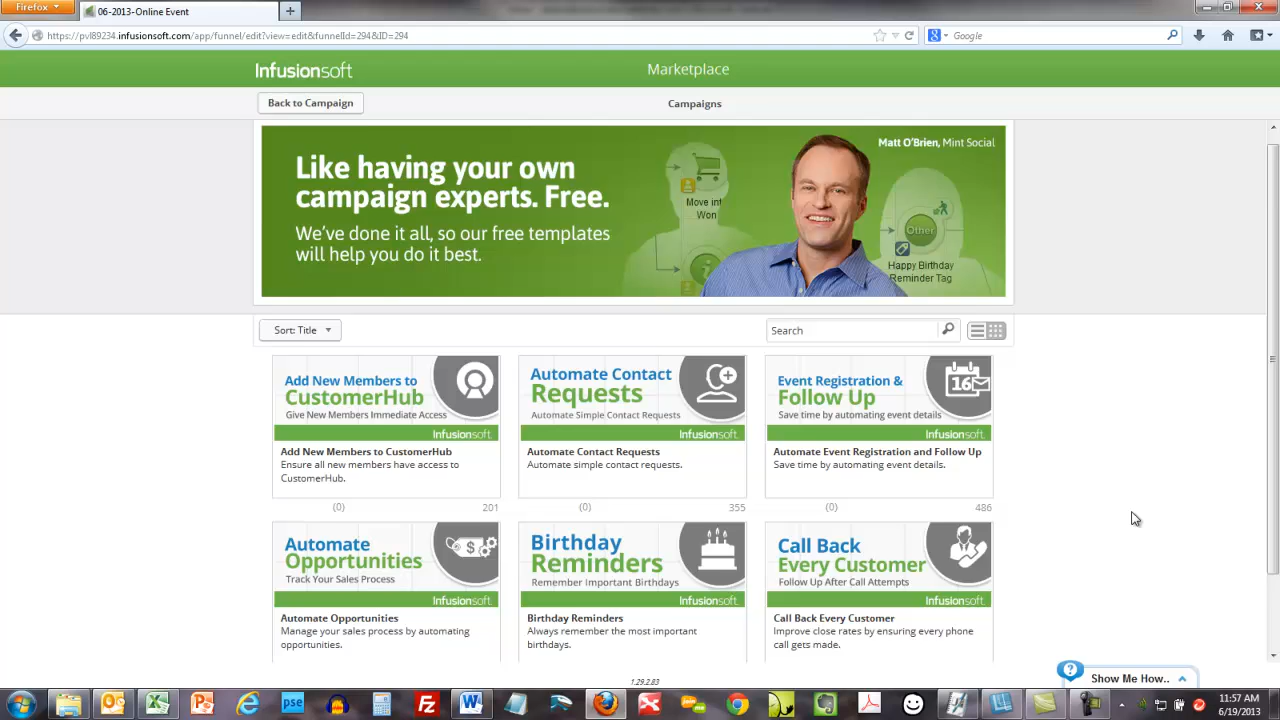 Firefox
06-2013-Online Event
https://pvl89234.infusionsoft.com/app/funnel/edit?view=edit&funnelId=294&ID=294
Google
Infusionsoft
Marketplace
Back to Campaign
Campaigns
Like having your own
campaign experts. Free.
We've done it all, so our free templates
will help you do it best.
Matt O'Brien, Mint Social
Move int
Won
Other
Happy Birthday
Reminder Tag
Sort: Title
Search
Add New Members to
CustomerHub
Give New Members Immediate Access
Infusionsoft.
Add New Members to CustomerHub
Ensure all new members have access to
CustomerHub.
(0) 201
Automate Contact
Requests
Automate Simple Contact Requests
Infusionsoft.
Automate Contact Requests
Automate simple contact requests.
(0) 355
16
Event Registration &
Follow Up
Save time by automating event details
Infusionsoft.
Automate Event Registration and Follow Up
Save time by automating event details.
(0) 486
Automate
Opportunities
Track Your Sales Process
$
Infusionsoft.
Automate Opportunities
Manage your sales process by automating
opportunities.
Birthday
Reminders
Remember Important Birthdays
Infusionsoft.
Birthday Reminders
Always remember the most important
birthdays.
Call Back
Every Customer
Follow Up After Call Attempts
Infusionsoft.
Call Back Every Customer
Improve close rates by ensuring every phone
call gets made.
1.29.2.83
Show Me How..
pse
11:57 AM
6/19/2013